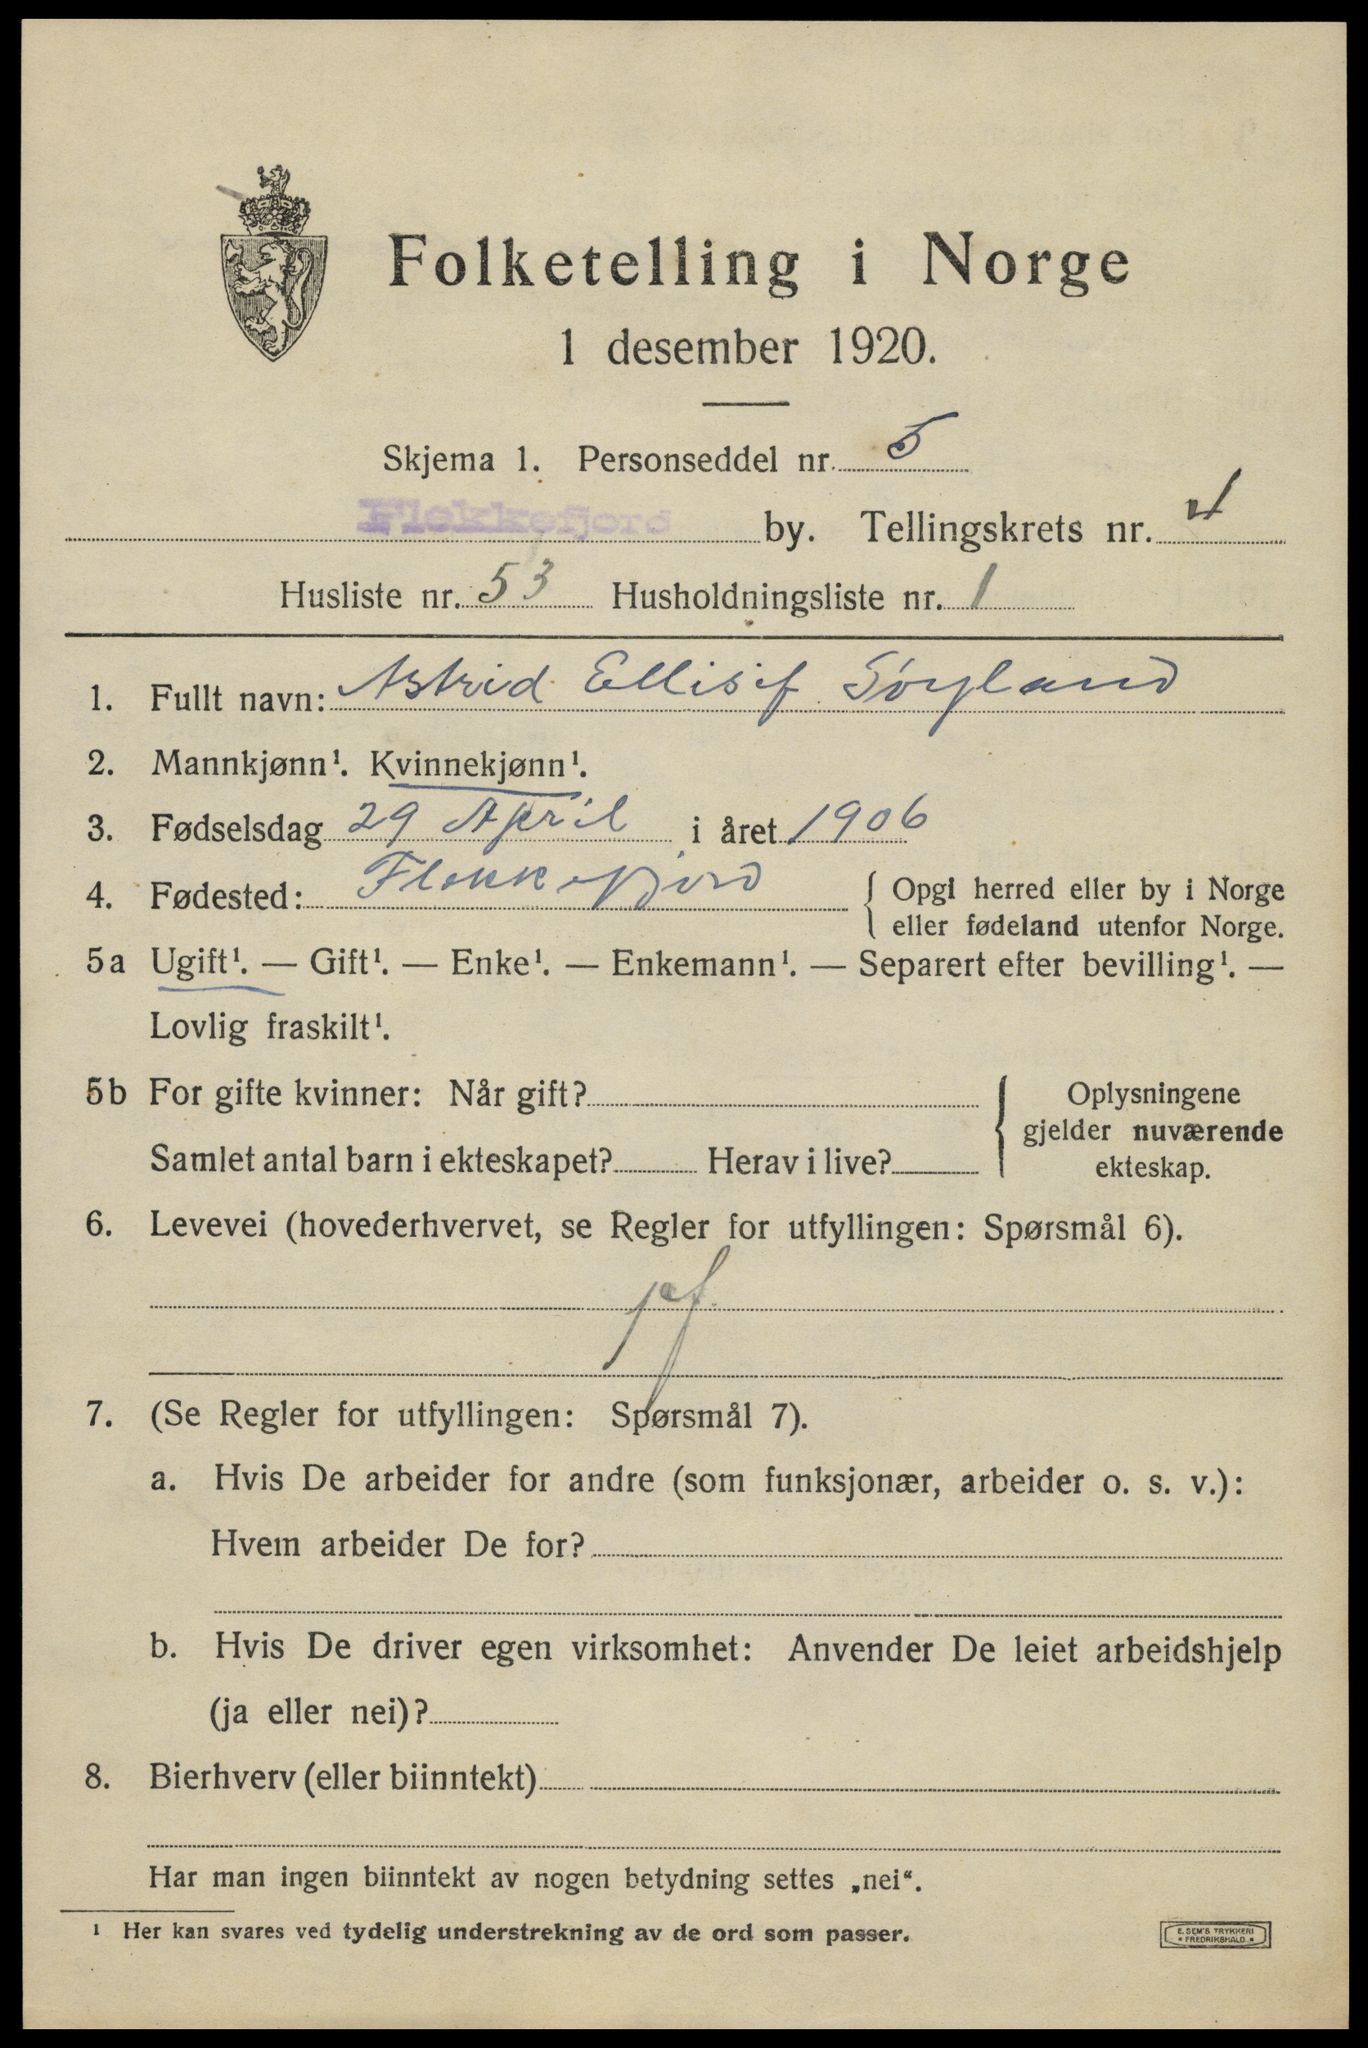 Folketelling i Norge
1 desember 1920.
Skjema 1. Personseddel nr. 5
Flekkefjord by. Tellingskrets nr. 4
Husliste nr. 53 Husholdningsliste nr. 1
1. Fullt navn: Astrid Ellisif Søyland
2. Mannkjønn¹. Kvinnekjønn¹.
3. Fødselsdag 29 April i året 1906
4. Fødested: Flekkefjord { Opgi herred eller by i Norge
eller fødeland utenfor Norge.
5a Ugift¹. — Gift¹. — Enke¹. — Enkemann¹. — Separert efter bevilling¹. —
Lovlig fraskilt¹.
5b For gifte kvinner: Når gift? { Oplysningene
gjelder nuværende
Samlet antal barn i ekteskapet? Herav i live? ekteskap.
6. Levevei (hovederhvervet, se Regler for utfyllingen: Spørsmål 6).
7. (Se Regler for utfyllingen: Spørsmål 7).
a. Hvis De arbeider for andre (som funksjonær, arbeider o. s. v.):
Hvem arbeider De for?
b. Hvis De driver egen virksomhet: Anvender De leiet arbeidshjelp
(ja eller nei)?
8. Bierhverv (eller biinntekt)
Har man ingen biinntekt av nogen betydning settes „nei“.
¹ Her kan svares ved tydelig understrekning av de ord som passer.
E. SEM'S TRYKKERI
* FREDRIKSHALD *